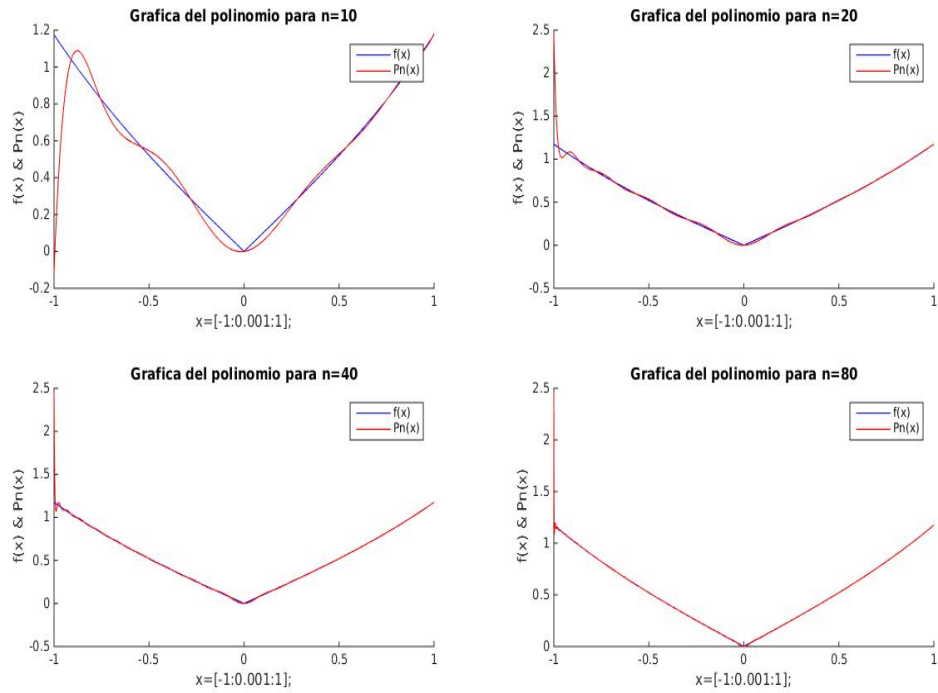 Grafica del polinomio para n=10
1.2
1
0.8
0.6
0.4
0.2
0
-0.2
f(x) & Pn(x)
f(x)
Pn(x)
-1 -0.5 0 0.5 1
x=[-1:0.001:1];
Grafica del polinomio para n=20
2.5
2
1.5
1
0.5
0
-0.5
f(x) & Pn(x)
f(x)
Pn(x)
-1 -0.5 0 0.5 1
x=[-1:0.001:1];
Grafica del polinomio para n=40
2.5
2
1.5
1
0.5
0
-0.5
f(x) & Pn(x)
f(x)
Pn(x)
-1 -0.5 0 0.5 1
x=[-1:0.001:1];
Grafica del polinomio para n=80
2.5
2
1.5
1
0.5
0
f(x) & Pn(x)
f(x)
Pn(x)
-1 -0.5 0 0.5 1
x=[-1:0.001:1];